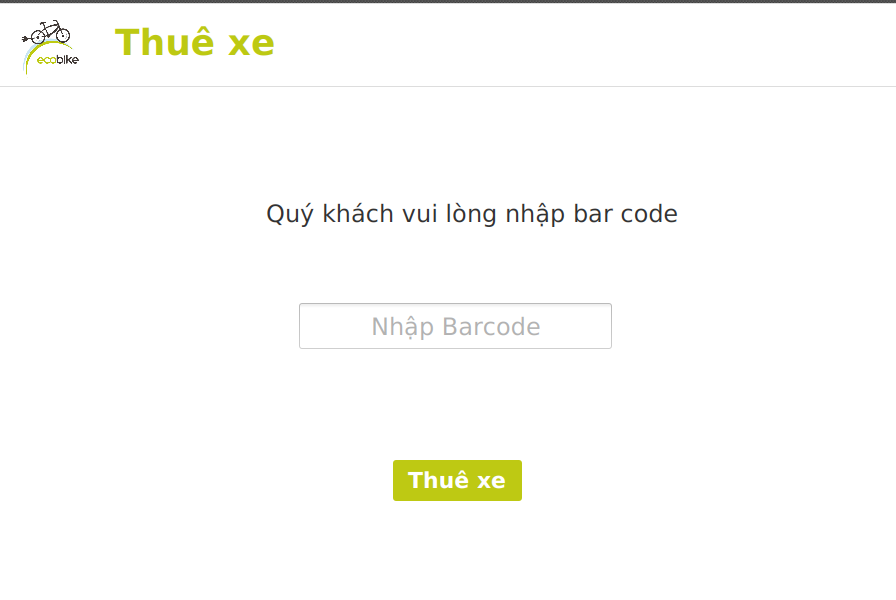 ecobike
Thuê xe
Quý khách vui lòng nhập bar code
Nhập Barcode
Thuê xe